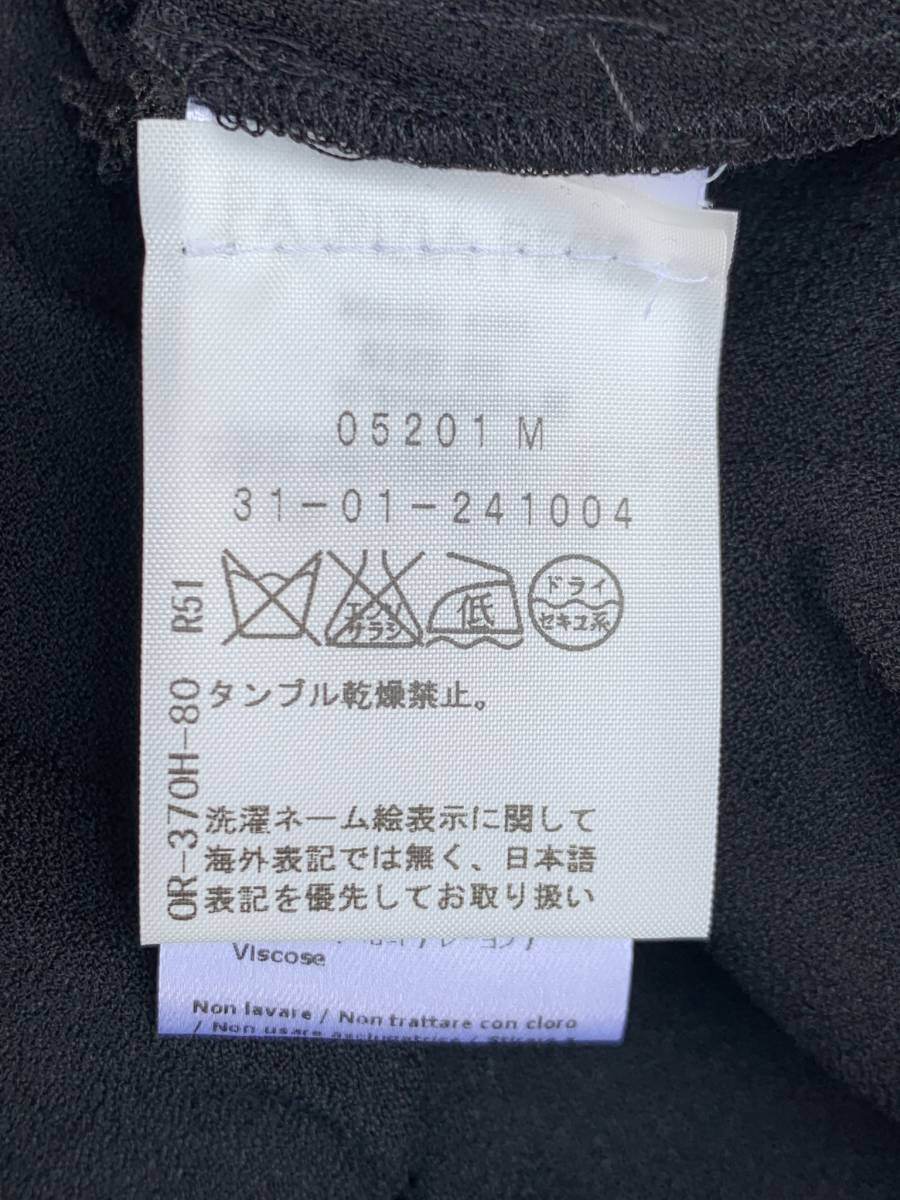 05201 M
31-01-241004
エンソ
サラシ
低
ドライ
セキユ系
タンブル乾燥禁止。
OR-370H-80 R51
洗濯ネーム絵表示に関して
海外表記では無く、日本語
表記を優先してお取り扱い
Viscose
Non lavare / Non trattare con cloro
/ Non usare